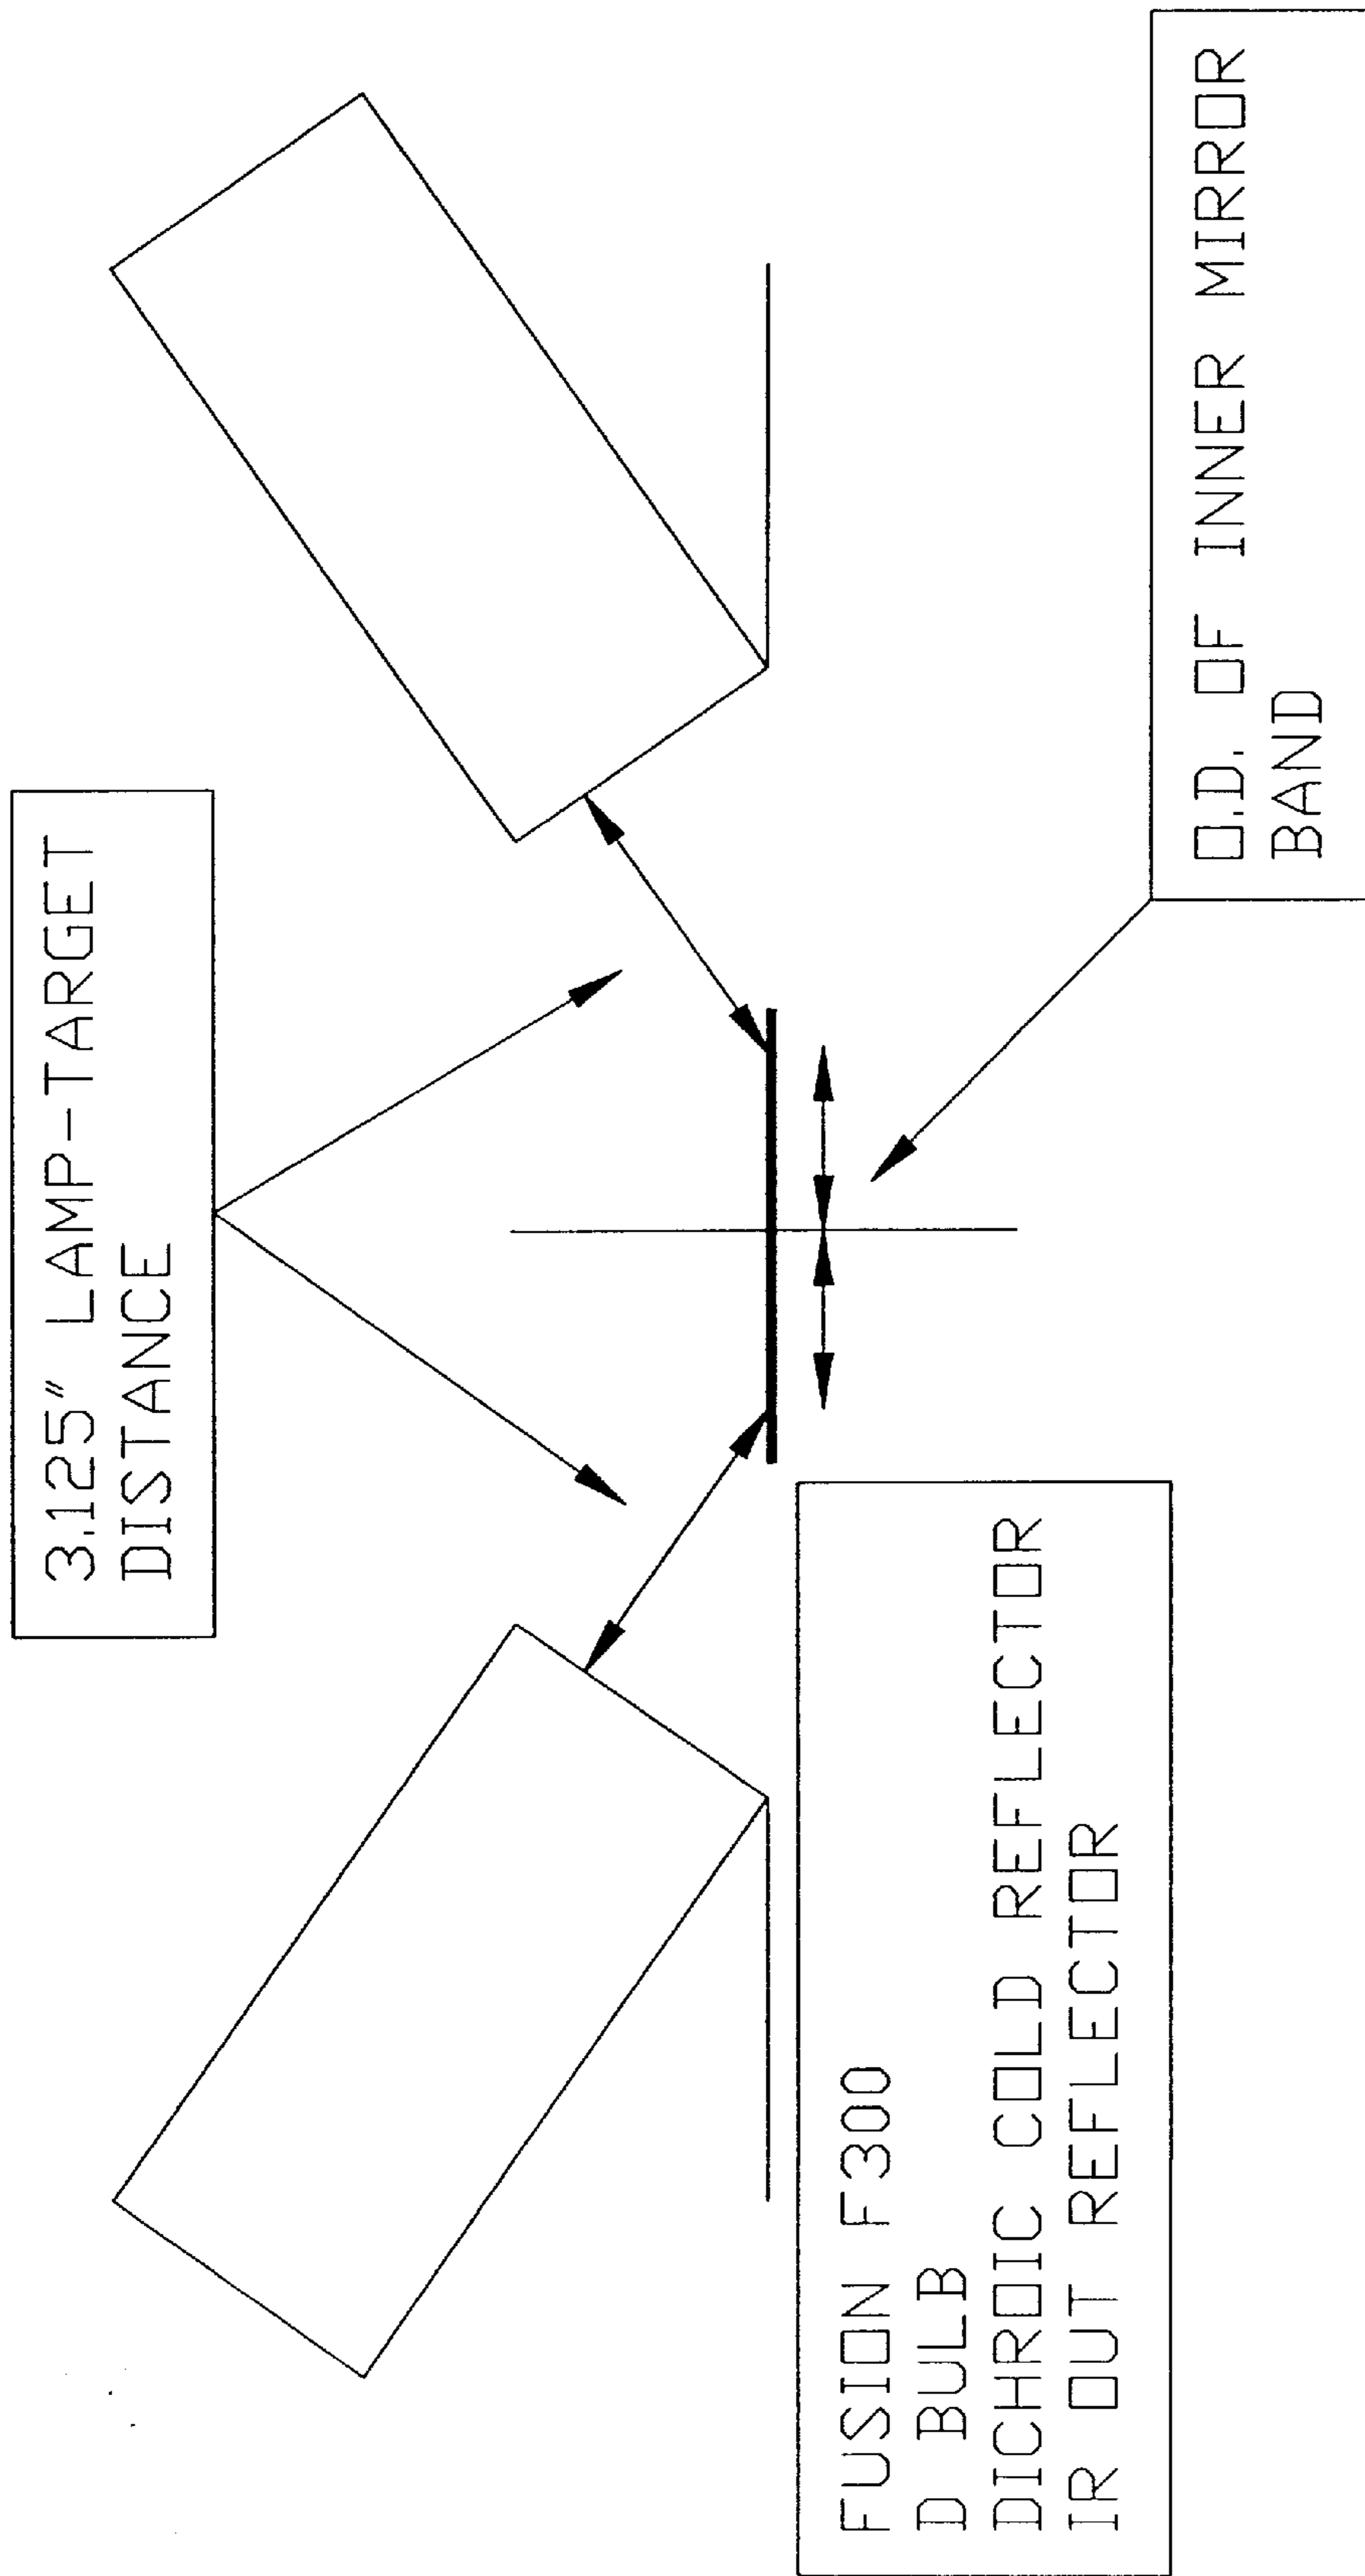 3.125" LAMP-TARGET
DISTANCE
FUSION F300
D BULB
DICHROIC COLD REFLECTOR
IR OUT REFLECTOR
O.D. OF INNER MIRROR
BAND